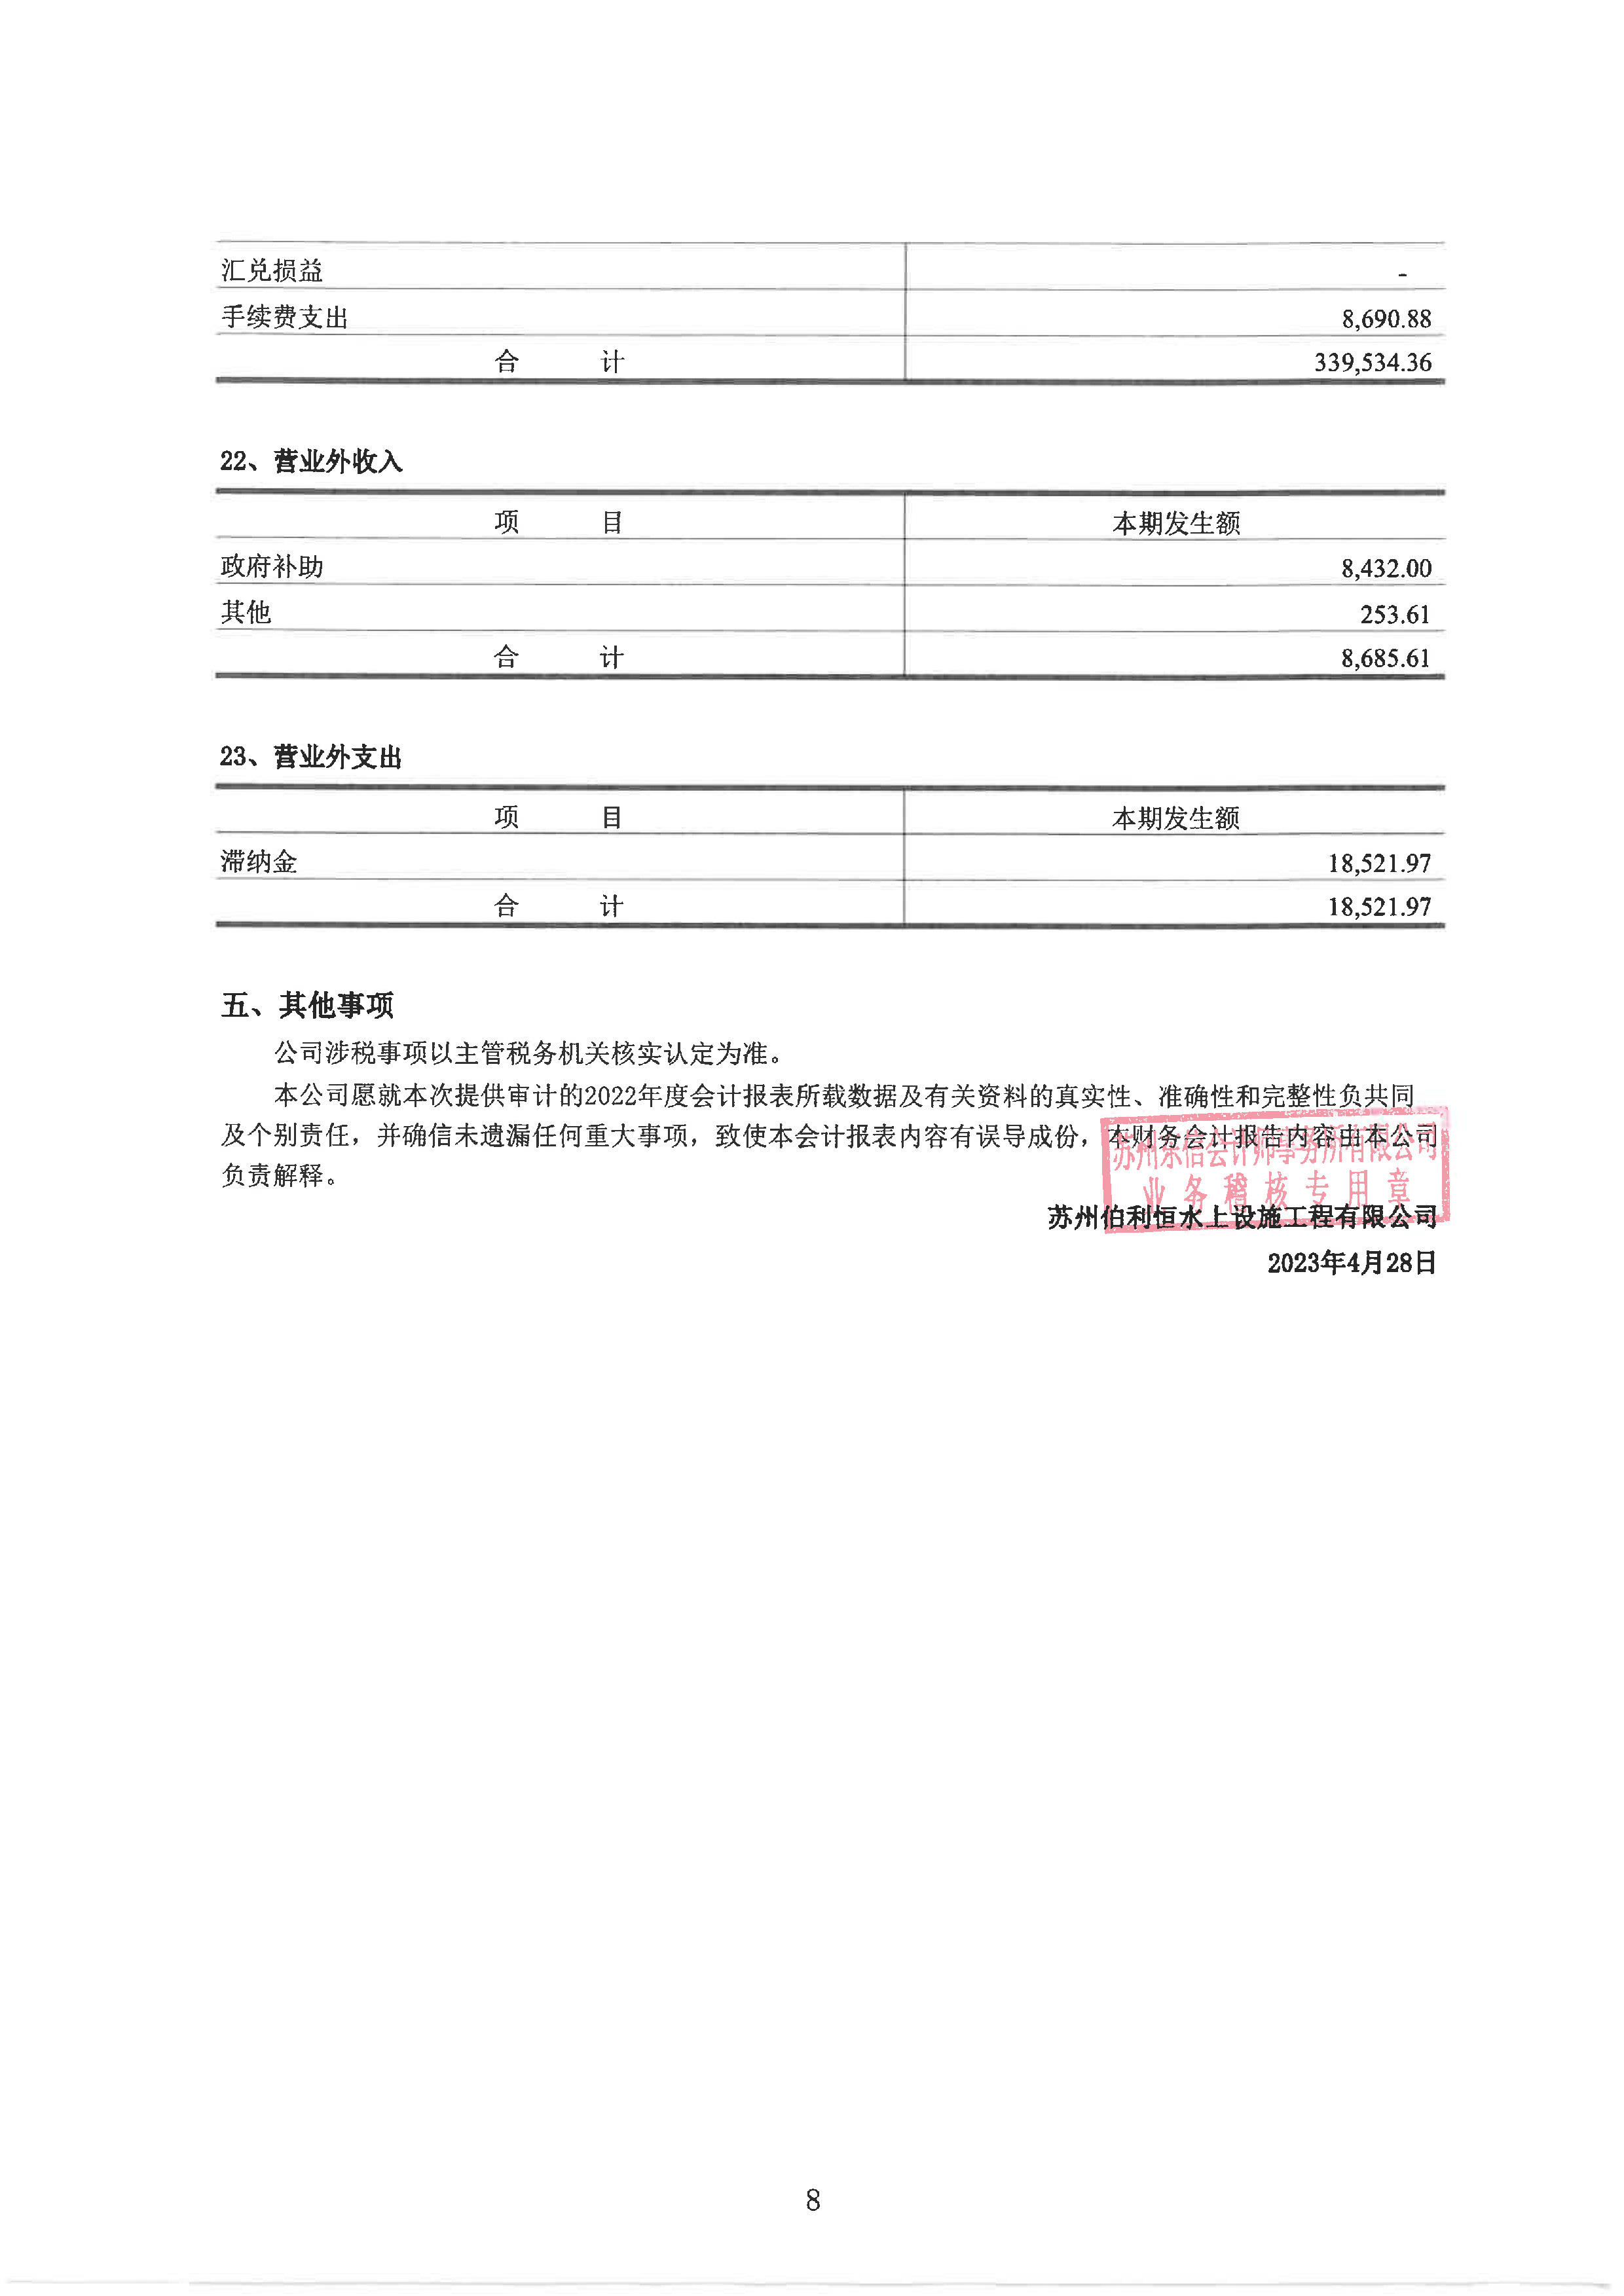 汇兑损益 -
手续费支出 8,690.88
合 计 339,534.36
22、营业外收入
项 目 本期发生额
政府补助 8,432.00
其他 253.61
合 计 8,685.61
23、营业外支出
项 目 本期发生额
滞纳金 18,521.97
合 计 18,521.97
五、其他事项
公司涉税事项以主管税务机关核实认定为准。
本公司愿就本次提供审计的2022年度会计报表所载数据及有关资料的真实性、准确性和完整性负共同
及个别责任，并确信未遗漏任何重大事项，致使本会计报表内容有误导成份，本财务会计报告内容由本公司
负责解释。
苏州东信会计师事务所有限公司
业务稽核专用章
苏州伯利恒水上设施工程有限公司
2023年4月28日
8